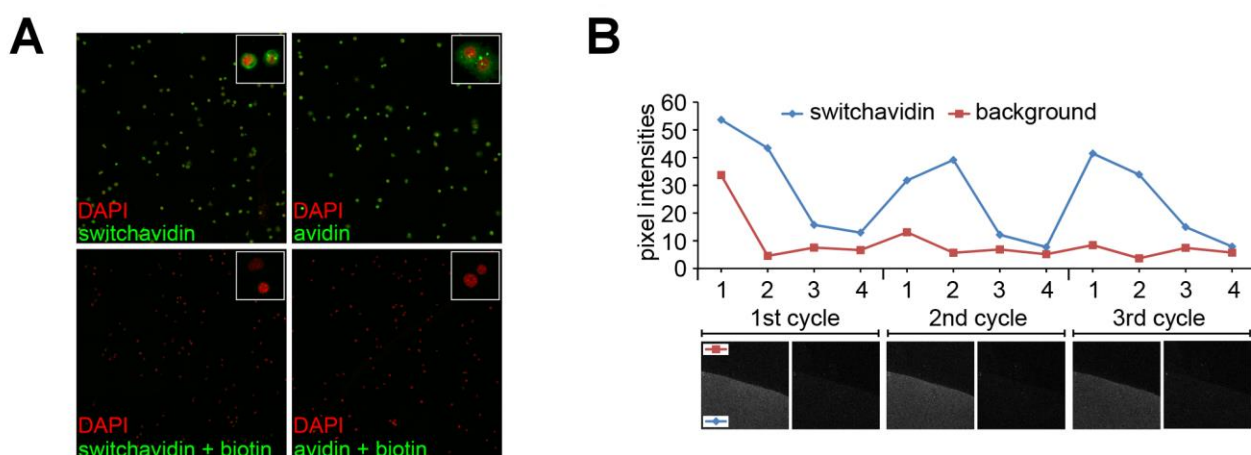 A
DAPI
switchavidin
DAPI
avidin
DAPI
switchavidin + biotin
DAPI
avidin + biotin
B
switchavidin background
pixel intensities
60
50
40
30
20
10
0
1 2 3 4 1 2 3 4 1 2 3 4
1st cycle 2nd cycle 3rd cycle